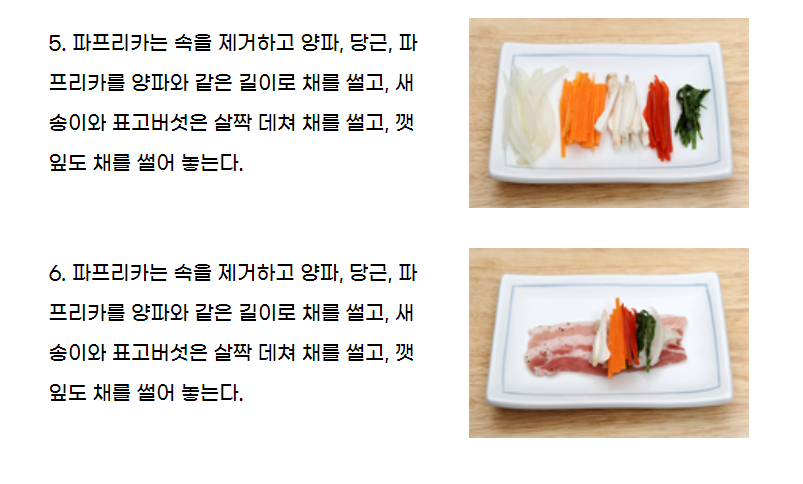 5. 파프리카는 속을 제거하고 양파, 당근, 파
프리카를 양파와 같은 길이로 채를 썰고, 새
송이와 표고버섯은 살짝 데쳐 채를 썰고, 깻
잎도 채를 썰어 놓는다.
6. 파프리카는 속을 제거하고 양파, 당근, 파
프리카를 양파와 같은 길이로 채를 썰고, 새
송이와 표고버섯은 살짝 데쳐 채를 썰고, 깻
잎도 채를 썰어 놓는다.